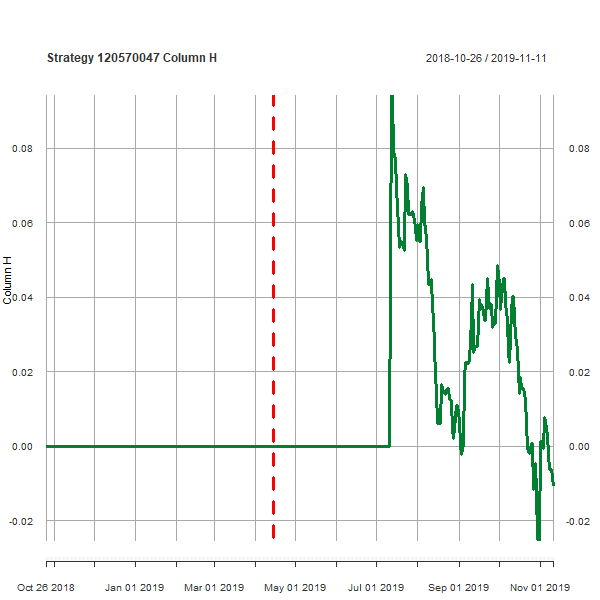 Strategy 120570047 Column H
2018-10-26 / 2019-11-11
Column H
0.08
0.08
0.06
0.06
0.04
0.04
0.02
0.02
0.00
0.00
-0.02
-0.02
Oct 26 2018
Jan 01 2019
Mar 01 2019
May 01 2019
Jul 01 2019
Sep 01 2019
Nov 01 2019